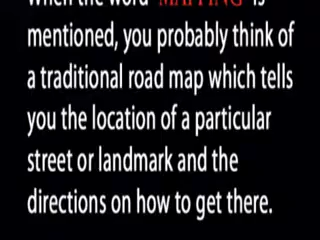 when the word "MAPPING" is
mentioned, you probably think of
a traditional road map which tells
you the location of a particular
street or landmark and the
directions on how to get there.